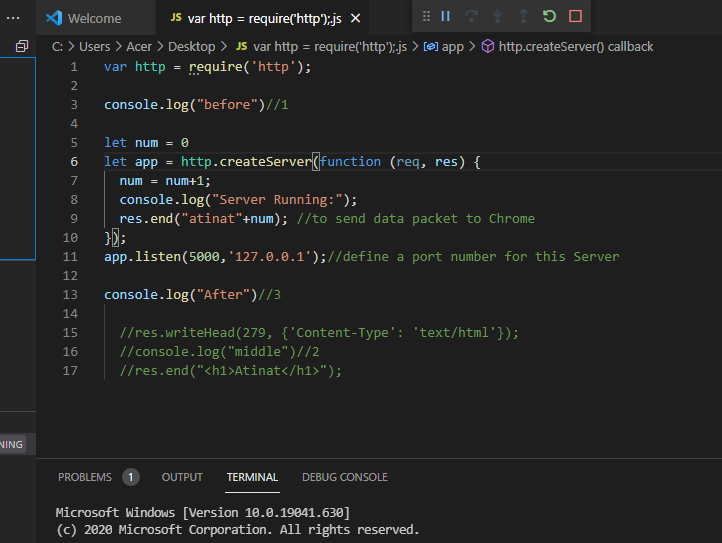 Welcome JS var http = require('http');.js
C: > Users > Acer > Desktop > JS var http = require('http');.js > app > http.createServer() callback
1 var http = require('http');
2
3 console.log("before")//1
4
5 let num = 0
6 let app = http.createServer(function (req, res) {
7 num = num+1;
8 console.log("Server Running:");
9 res.end("atinat"+num); //to send data packet to Chrome
10 });
11 app.listen(5000,'127.0.0.1');//define a port number for this Server
12
13 console.log("After")//3
14
15 //res.writeHead(279, {'Content-Type': 'text/html'});
16 //console.log("middle")//2
17 //res.end("<h1>Atinat</h1>");
NING
PROBLEMS 1 OUTPUT TERMINAL DEBUG CONSOLE
Microsoft Windows [Version 10.0.19041.630]
(c) 2020 Microsoft Corporation. All rights reserved.